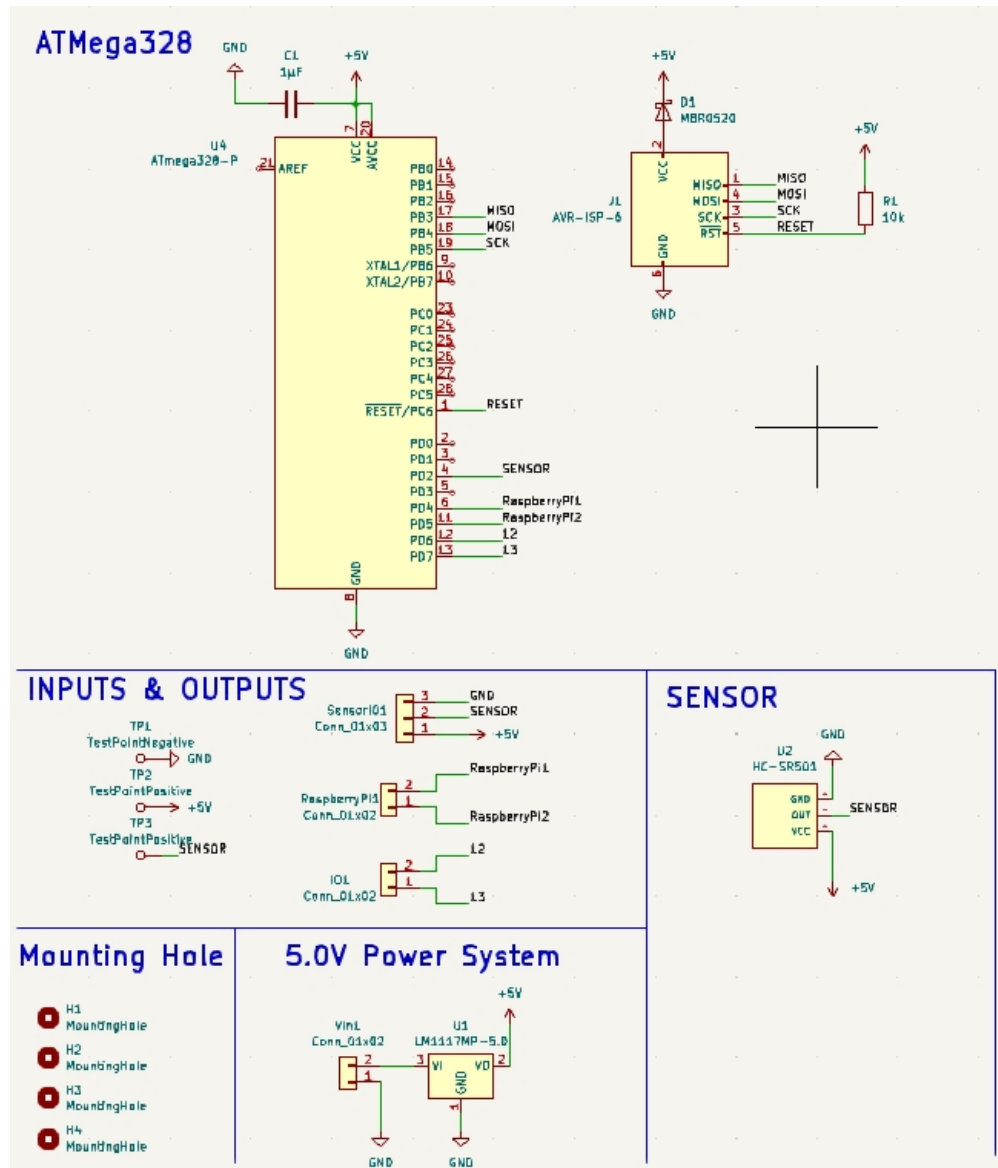 ATMega328
GND
C1
1µF
+5V
U4
ATmega328-P
7
20
VCC
AVCC
21
AREF
PB0 14
PB1 15
PB2 16
PB3 17 MISO
PB4 18 MOSI
PB5 19 SCK
XTAL1/PB6 9
XTAL2/PB7 10
PC0 23
PC1 24
PC2 25
PC3 26
PC4 27
PC5 28
RESET/PC6 1 RESET
PD0 2
PD1 3
PD2 4 SENSOR
PD3 5
PD4 6 RaspberryPi1
PD5 11 RaspberryPi2
PD6 12 12
PD7 13 13
GND
8
GND
+5V
D1
MBR0520
2
VCC
J1
AVR-ISP-6
MISO 1 MISO
MOSI 4 MOSI
SCK 3 SCK
RST 5 RESET
GND
6
GND
+5V
R1
10k
INPUTS & OUTPUTS
TP1
TestPointNegative
GND
TP2
TestPointPositive
+5V
TP3
TestPointPositive
SENSOR
SensorIO1
Conn_01x03
3 GND
2 SENSOR
1 +5V
RaspberryPi1
Conn_01x02
2 RaspberryPi1
1 RaspberryPi2
IO1
Conn_01x02
2 12
1 13
SENSOR
GND
U2
HC-SR501
GND
OUT SENSOR
VCC
+5V
Mounting Hole
H1
MountingHole
H2
MountingHole
H3
MountingHole
H4
MountingHole
5.0V Power System
Vin1
Conn_01x02
2
1
GND
U1
LM1117MP-5.0
3 VI VO 2
GND
1
GND
+5V